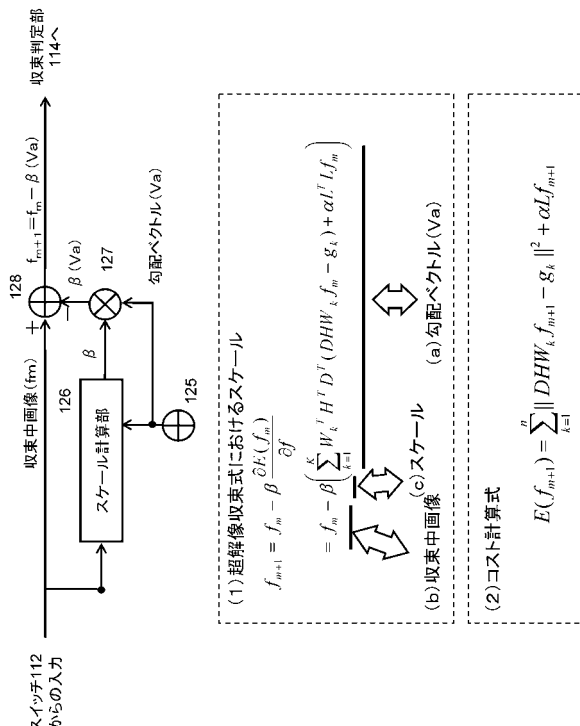 スイッチ112
からの入力
収束中画像(fm)
126
スケール計算部
β
125
128
+
−
β(Va)
127
勾配ベクトル(Va)
f_{m+1}=f_m−β(Va)
収束判定部
114へ
(1)超解像収束式におけるスケール
f_{m+1} = f_m − β ∂E(f_m)/∂f
= f_m − β(∑_{k=1}^{K} W_k^T H^T D^T (DHW_k f_m − g_k) + αL^T Lf_m)
(b)収束中画像
(c)スケール
(a)勾配ベクトル(Va)
(2)コスト計算式
E(f_{m+1}) = ∑_{k=1}^{n} ‖DHW_k f_{m+1} − g_k‖^2 + αLf_{m+1}